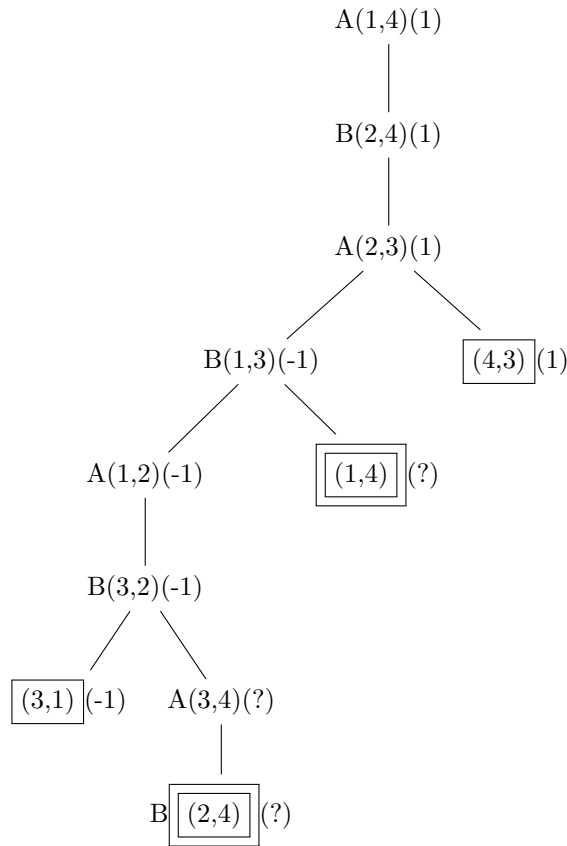 A(1,4)(1)
B(2,4)(1)
A(2,3)(1)
B(1,3)(-1)
(4,3) (1)
A(1,2)(-1)
(1,4) (?)
B(3,2)(-1)
(3,1) (-1)
A(3,4)(?)
B (2,4) (?)